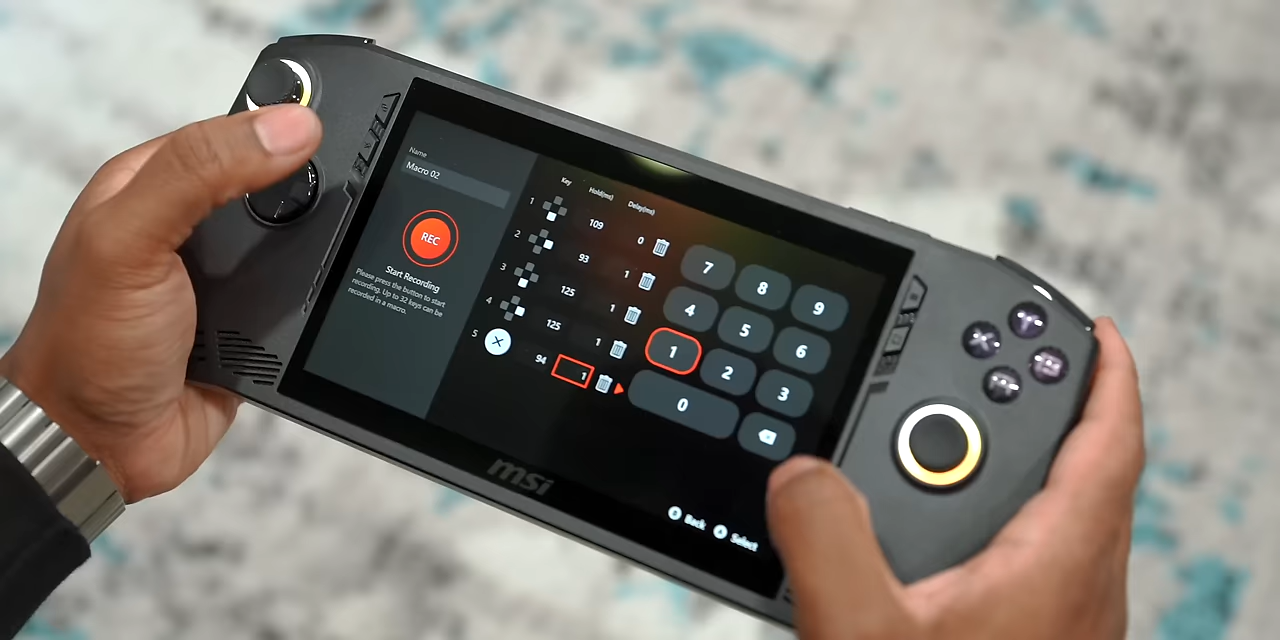 Name
Macro 02
REC
Start Recording
Please press the button to start
recording. Up to 32 keys can be
recorded in a macro.
Key Hold(ms) Delay(ms)
1 109 0
2 93 1
3 125 1
4 125 1
5 X 94 1
7 8 9
4 5 6
1 2 3
0
Back Select
msi